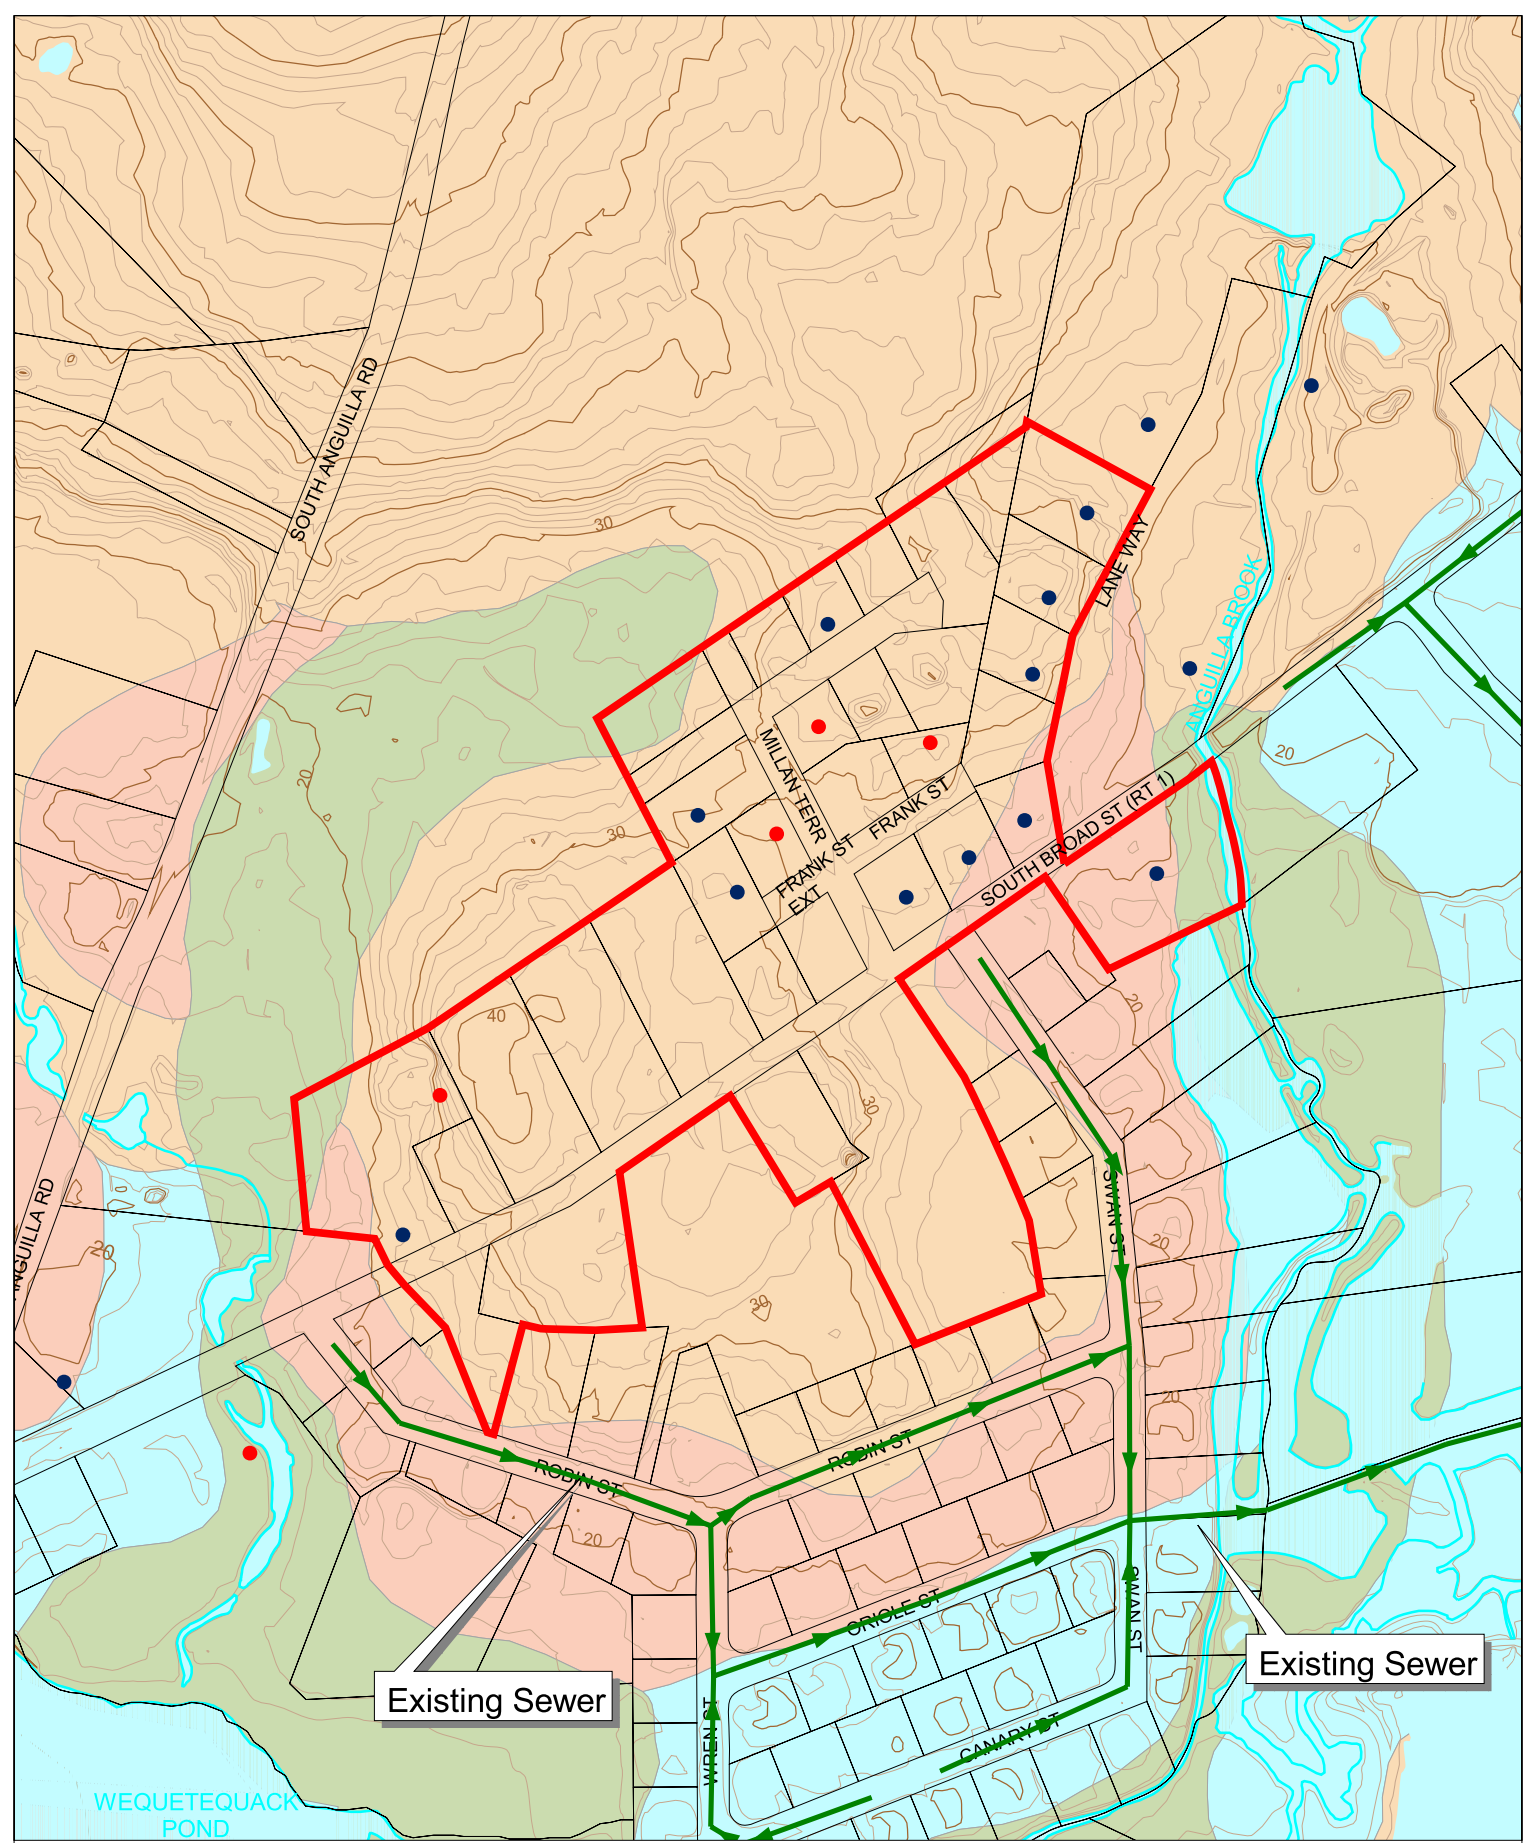 SOUTH ANGUILLA RD
30
LANE WAY
ANGUILLA BROOK
20
20
MILLAN TERR
SOUTH BROAD ST (RT 1)
FRANK ST
30
FRANK ST
EXT
40
20
30
SWAN ST
ANGUILLA RD
20
20
30
20
ROBIN ST
ROBIN ST
20
ORIOLE ST
SWAN ST
Existing Sewer
Existing Sewer
WREN ST
CANARY ST
WEQUETEQUACK
POND